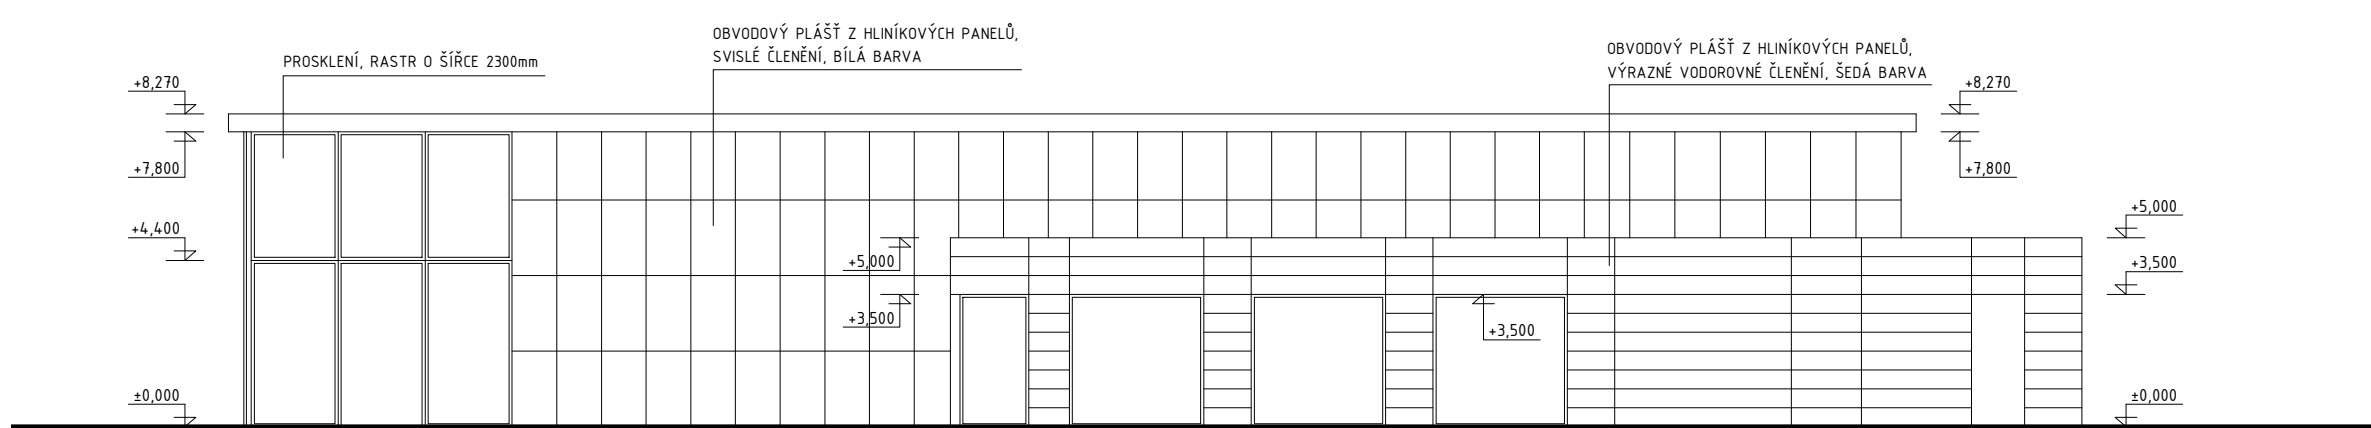 OBVODOVÝ PLÁŠŤ Z HLINÍKOVÝCH PANELŮ,
SVISLÉ ČLENĚNÍ, BÍLÁ BARVA
OBVODOVÝ PLÁŠŤ Z HLINÍKOVÝCH PANELŮ,
VÝRAZNÉ VODOROVNÉ ČLENĚNÍ, ŠEDÁ BARVA
PROSKLENÍ, RASTR O ŠÍŘCE 2300mm
+8,270
+8,270
+7,800
+7,800
+4,400
+5,000
+5,000
+3,500
+3,500
+3,500
±0,000
±0,000